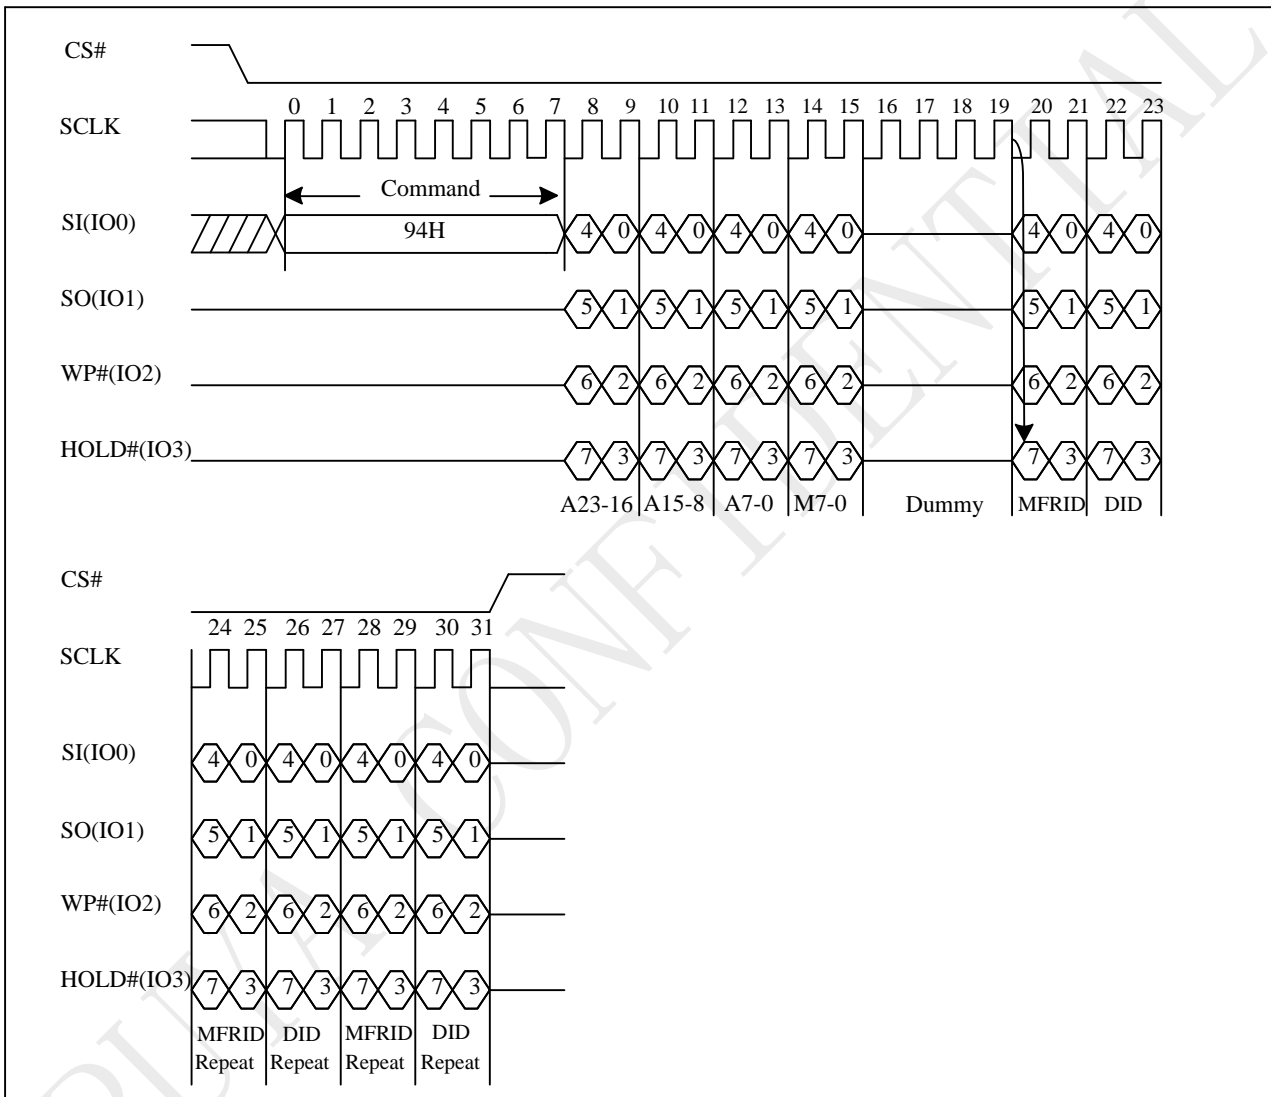 CS#
0 1 2 3 4 5 6 7 8 9 10 11 12 13 14 15 16 17 18 19 20 21 22 23
SCLK
Command
SI(IO0) 94H 4 0 4 0 4 0 4 0 4 0 4 0
SO(IO1) 5 1 5 1 5 1 5 1 5 1 5 1
WP#(IO2) 6 2 6 2 6 2 6 2 6 2 6 2
HOLD#(IO3) 7 3 7 3 7 3 7 3 7 3 7 3
A23-16 A15-8 A7-0 M7-0 Dummy MFRID DID
CS#
24 25 26 27 28 29 30 31
SCLK
SI(IO0) 4 0 4 0 4 0 4 0
SO(IO1) 5 1 5 1 5 1 5 1
WP#(IO2) 6 2 6 2 6 2 6 2
HOLD#(IO3) 7 3 7 3 7 3 7 3
MFRID DID MFRID DID
Repeat Repeat Repeat Repeat
PUYA CONFIDENTIAL